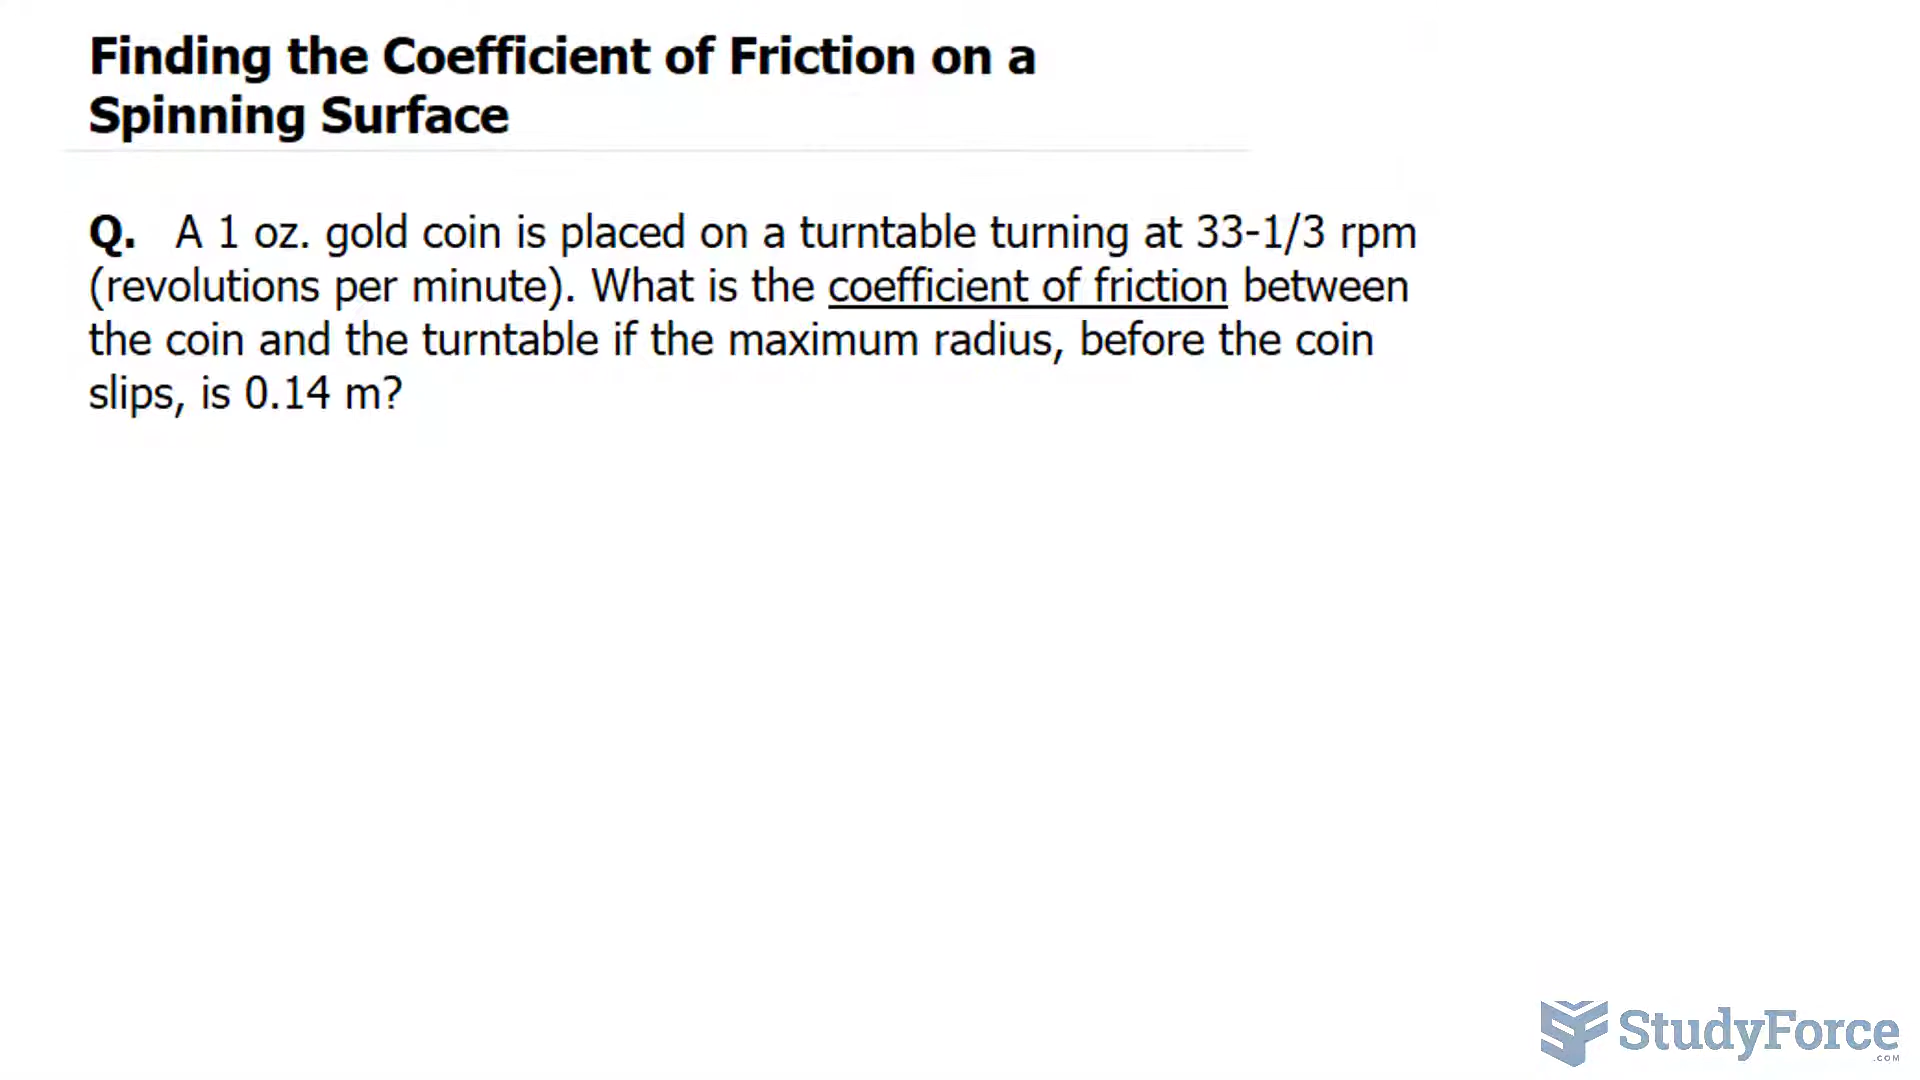 Finding the Coefficient of Friction on a
Spinning Surface
Q. A 1 oz. gold coin is placed on a turntable turning at 33-1/3 rpm
(revolutions per minute). What is the coefficient of friction between
the coin and the turntable if the maximum radius, before the coin
slips, is 0.14 m?
StudyForce
.COM